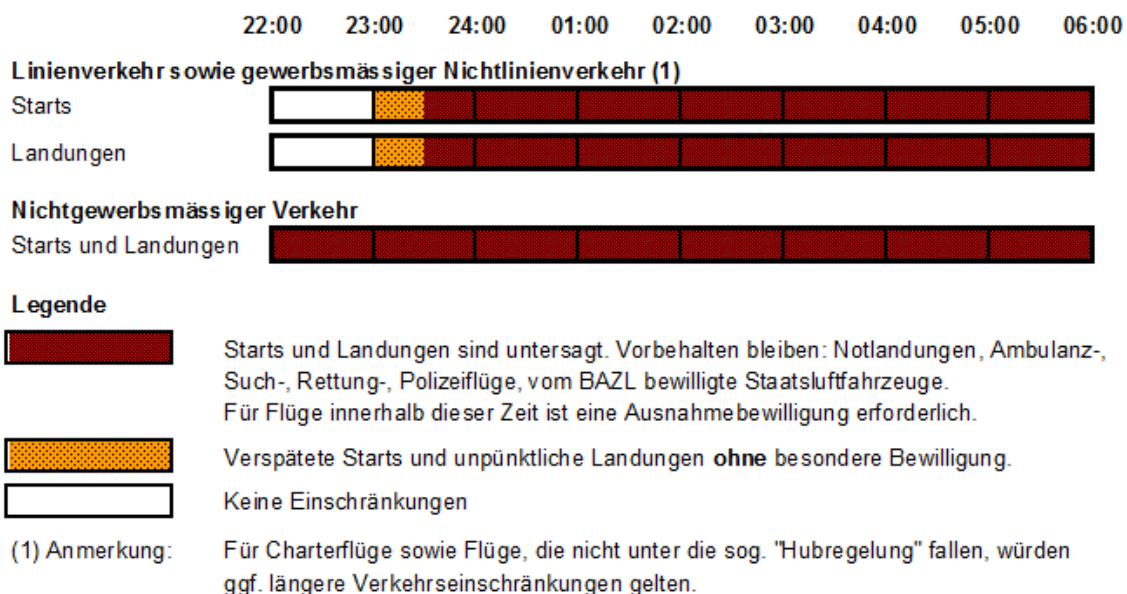 22:00 23:00 24:00 01:00 02:00 03:00 04:00 05:00 06:00
Linienverkehr sowie gewerbsmässiger Nichtlinienverkehr (1)
Starts
Landungen
Nichtgewerbsmässiger Verkehr
Starts und Landungen
Legende
Starts und Landungen sind untersagt. Vorbehalten bleiben: Notlandungen, Ambulanz-,
Such-, Rettung-, Polizeiflüge, vom BAZL bewilligte Staatsluftfahrzeuge.
Für Flüge innerhalb dieser Zeit ist eine Ausnahmebewilligung erforderlich.
Verspätete Starts und unpünktliche Landungen ohne besondere Bewilligung.
Keine Einschränkungen
(1) Anmerkung: Für Charterflüge sowie Flüge, die nicht unter die sog. "Hubregelung" fallen, würden
ggf. längere Verkehrseinschränkungen gelten.